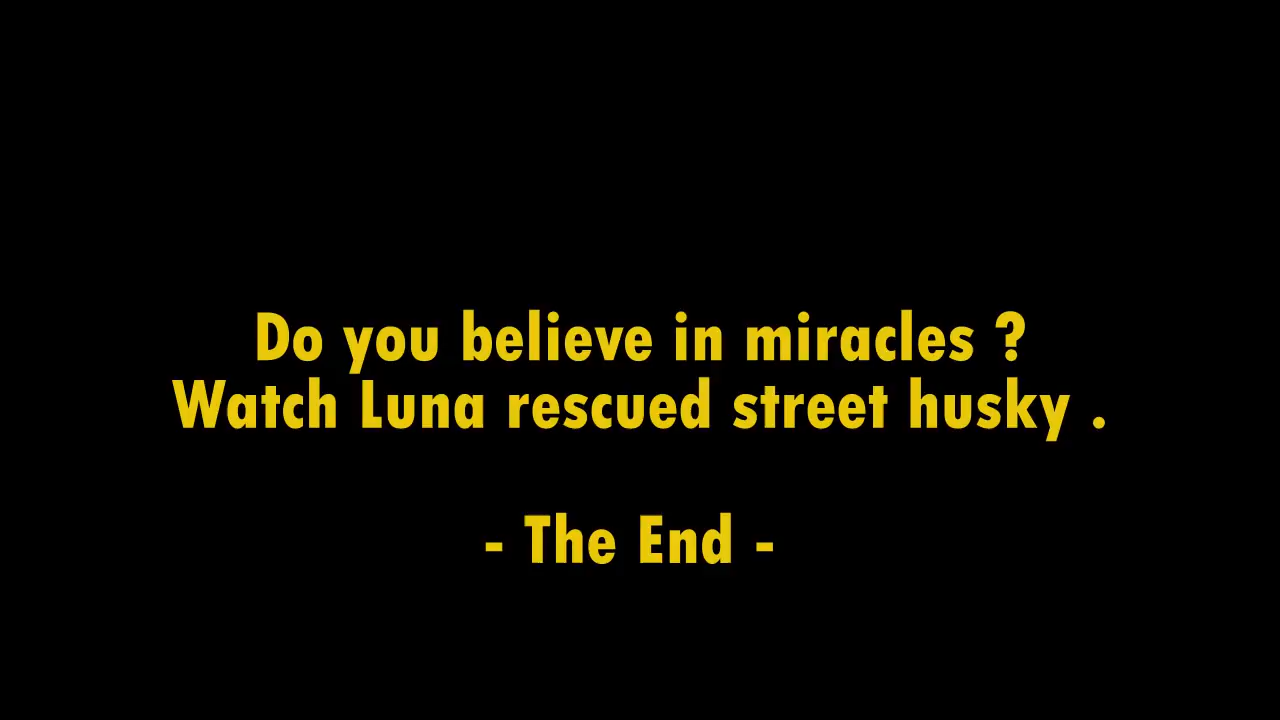 Do you believe in miracles ?
Watch Luna rescued street husky .
- The End -